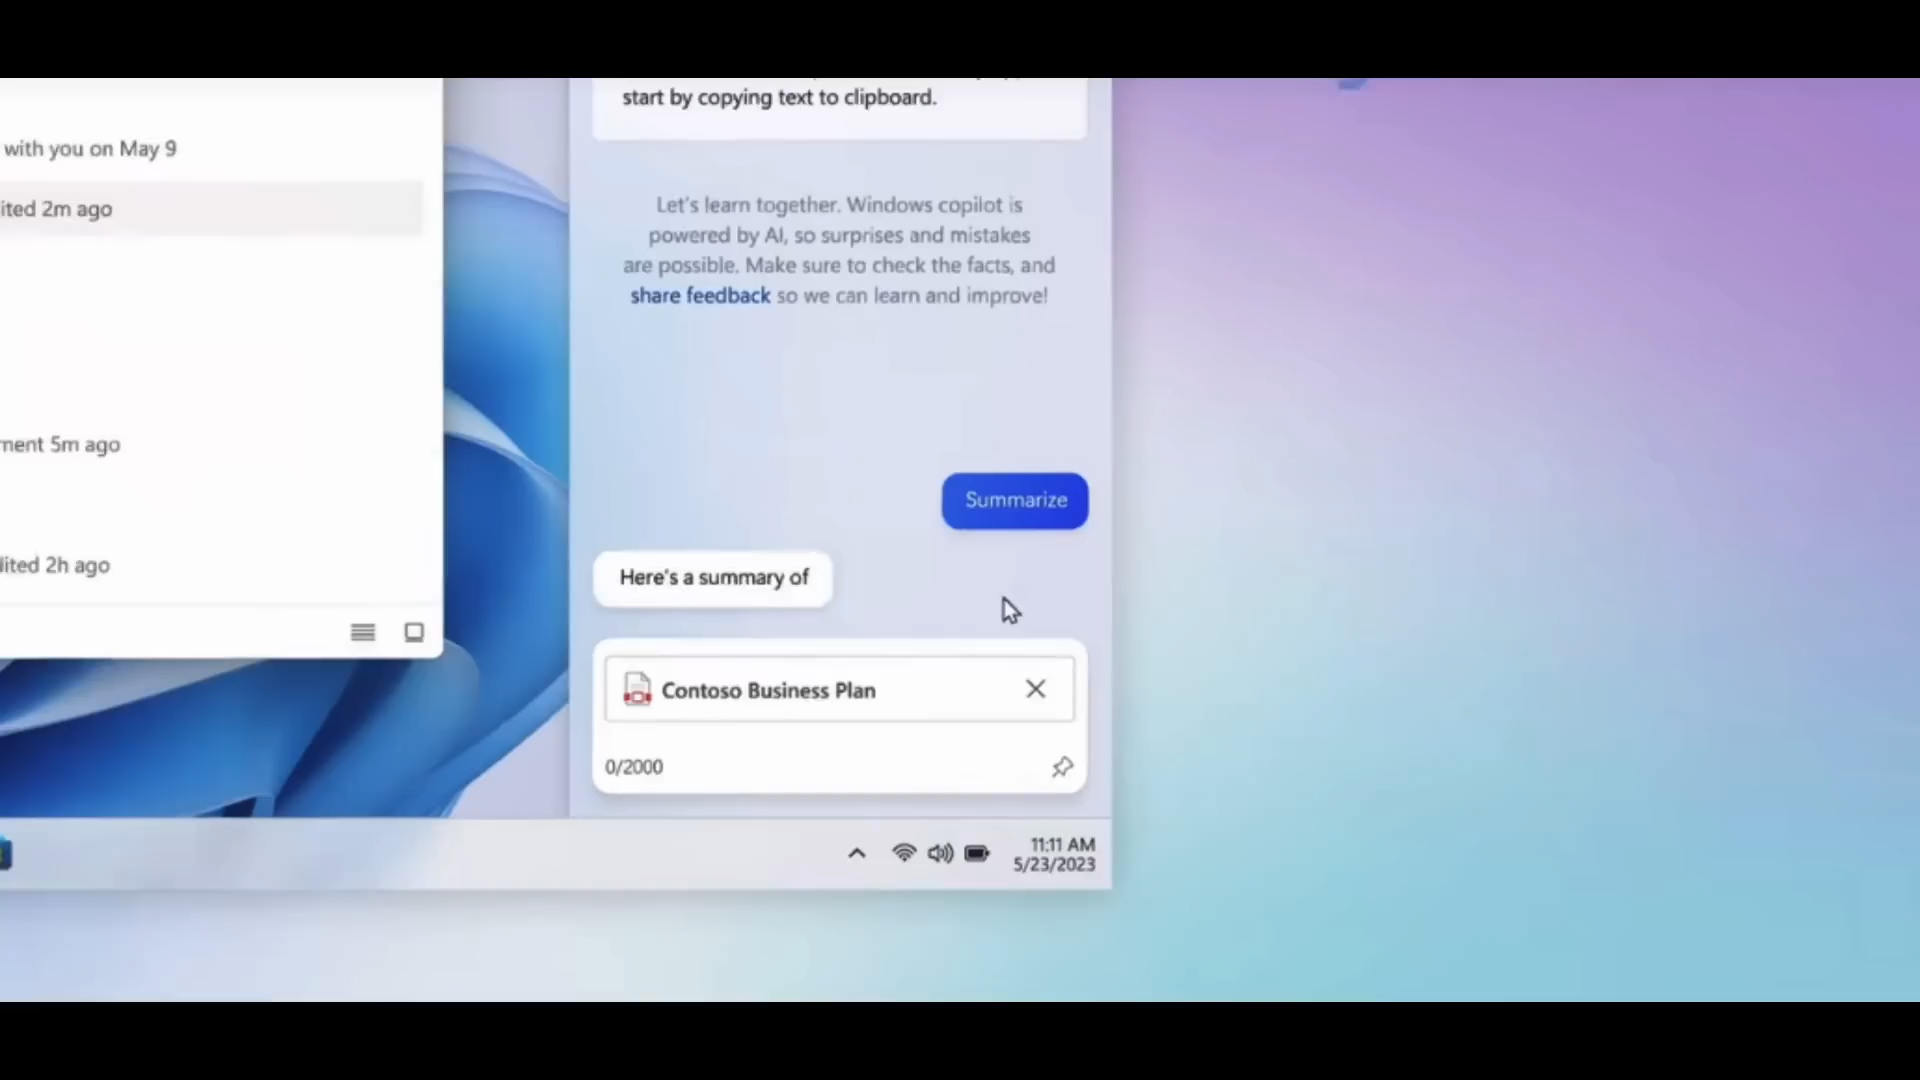 start by copying text to clipboard.
with you on May 9
2m ago
Let's learn together. Windows copilot is
powered by AI, so surprises and mistakes
are possible. Make sure to check the facts, and
share feedback so we can learn and improve!
5m ago
Summarize
2h ago
Here's a summary of
Contoso Business Plan
0/2000
11:11 AM
5/23/2023